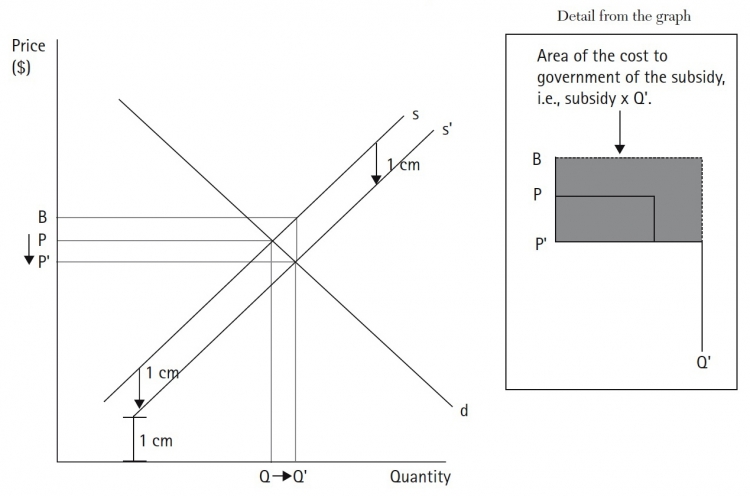 Detail from the graph
Price
($)
Area of the cost to
government of the subsidy,
i.e., subsidy x Q'.
s
s'
1 cm
B
P
P'
B
P
P'
Q'
1 cm
d
1 cm
Q Q'
Quantity